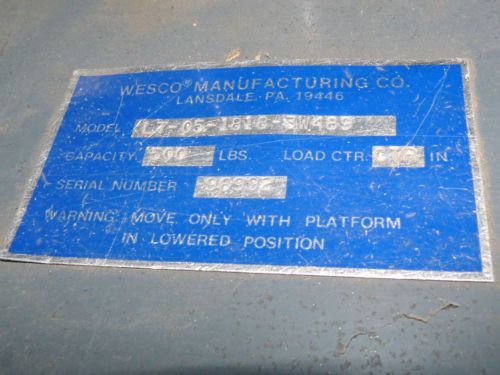 WESCO® MANUFACTURING CO.
LANSDALE, PA. 19446
MODEL
CAPACITY LBS. LOAD CTR. IN
SERIAL NUMBER
WARNING: MOVE ONLY WITH PLATFORM
IN LOWERED POSITION